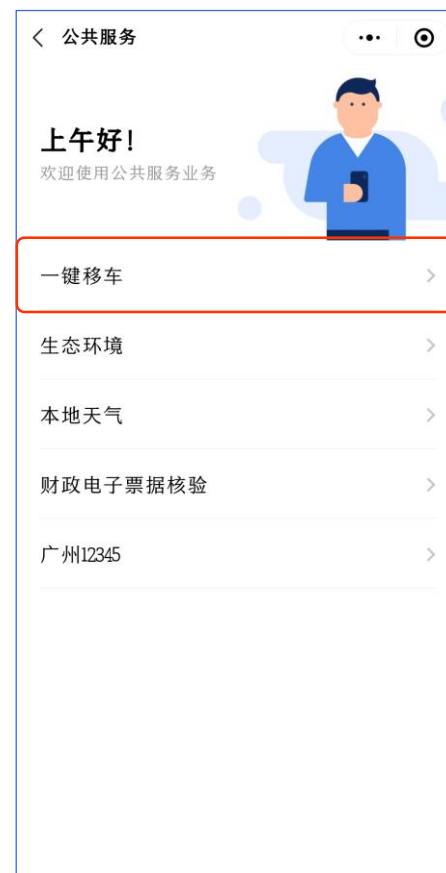 公共服务
上午好!
欢迎使用公共服务业务
一键移车
生态环境
本地天气
财政电子票据核验
广州12345